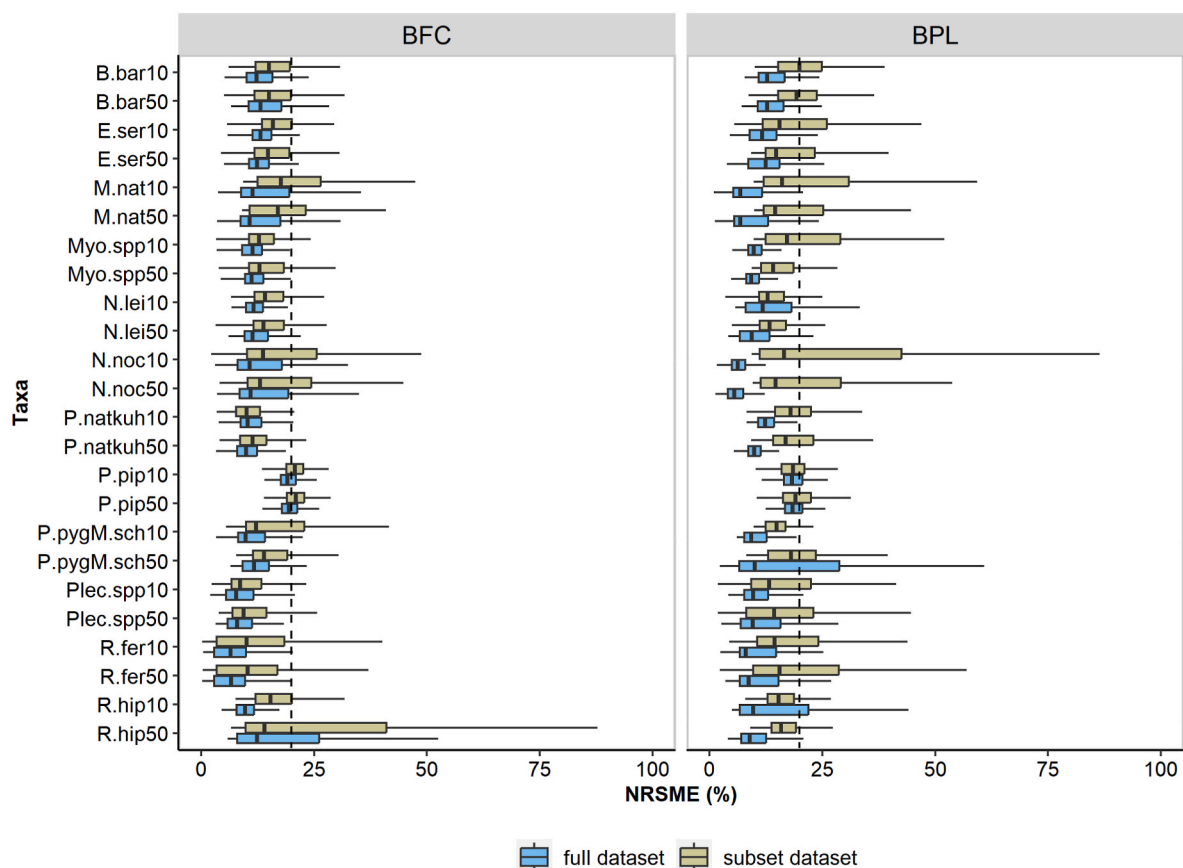 BFC
BPL
Taxa
B.bar10
B.bar50
E.ser10
E.ser50
M.nat10
M.nat50
Myo.spp10
Myo.spp50
N.lei10
N.lei50
N.noc10
N.noc50
P.natkuh10
P.natkuh50
P.pip10
P.pip50
P.pygM.sch10
P.pygM.sch50
Plec.spp10
Plec.spp50
R.fer10
R.fer50
R.hip10
R.hip50
0 25 50 75 100
0 25 50 75 100
NRSME (%)
full dataset subset dataset